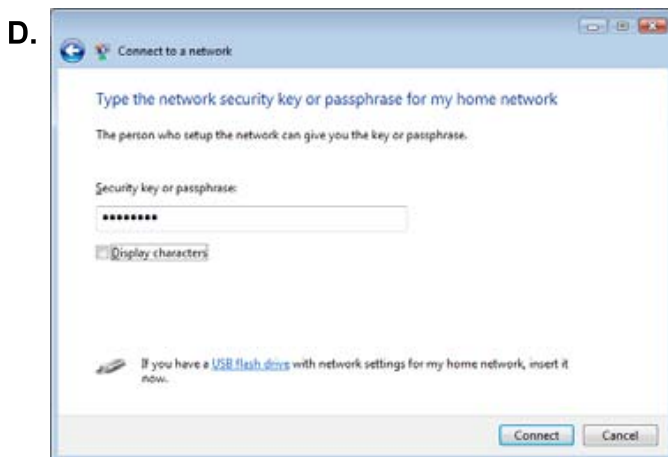 D.
Connect to a network
Type the network security key or passphrase for my home network
The person who setup the network can give you the key or passphrase.
Security key or passphrase:
••••••••
Display characters
If you have a USB flash drive with network settings for my home network, insert it
now.
Connect Cancel